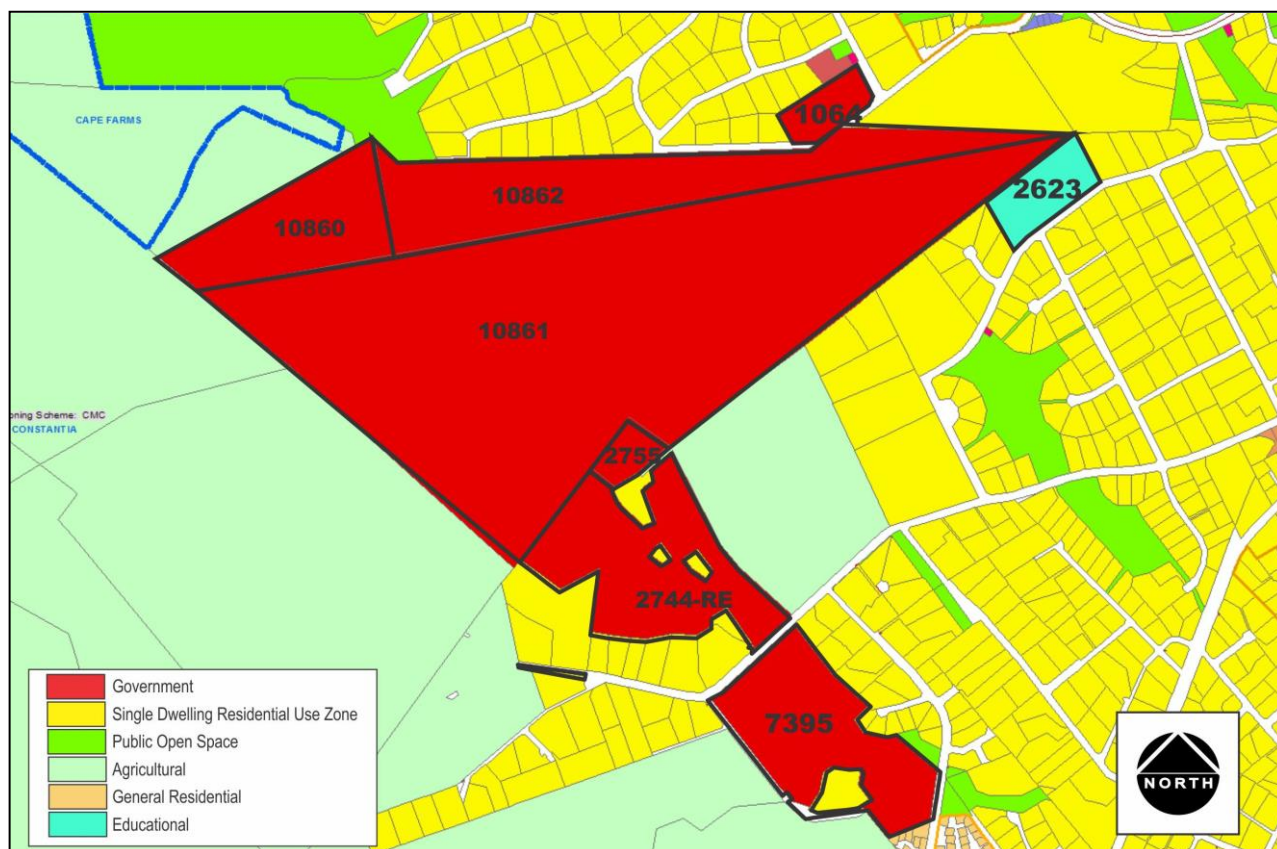 CAPE FARMS
1064
2623
10862
10860
10861
oning Scheme: CMC
CONSTANTIA
2755
2744-RE
7395
Government
Single Dwelling Residential Use Zone
Public Open Space
Agricultural
General Residential
Educational
NORTH